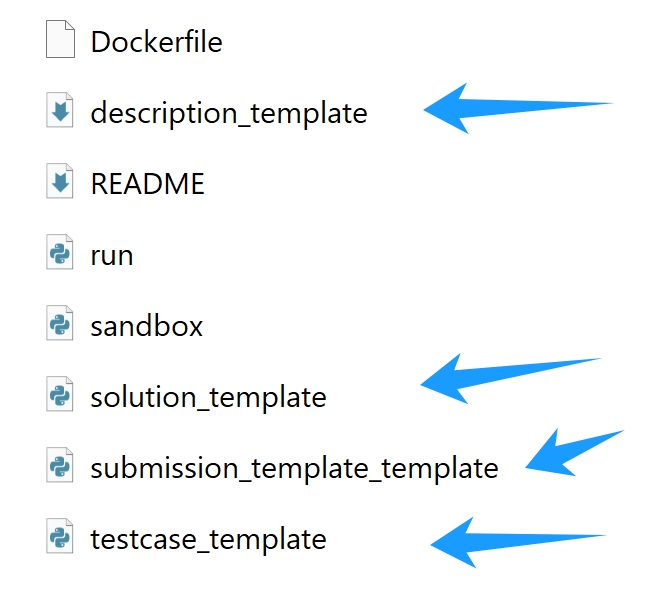 Dockerfile
description_template
README
run
sandbox
solution_template
submission_template_template
testcase_template